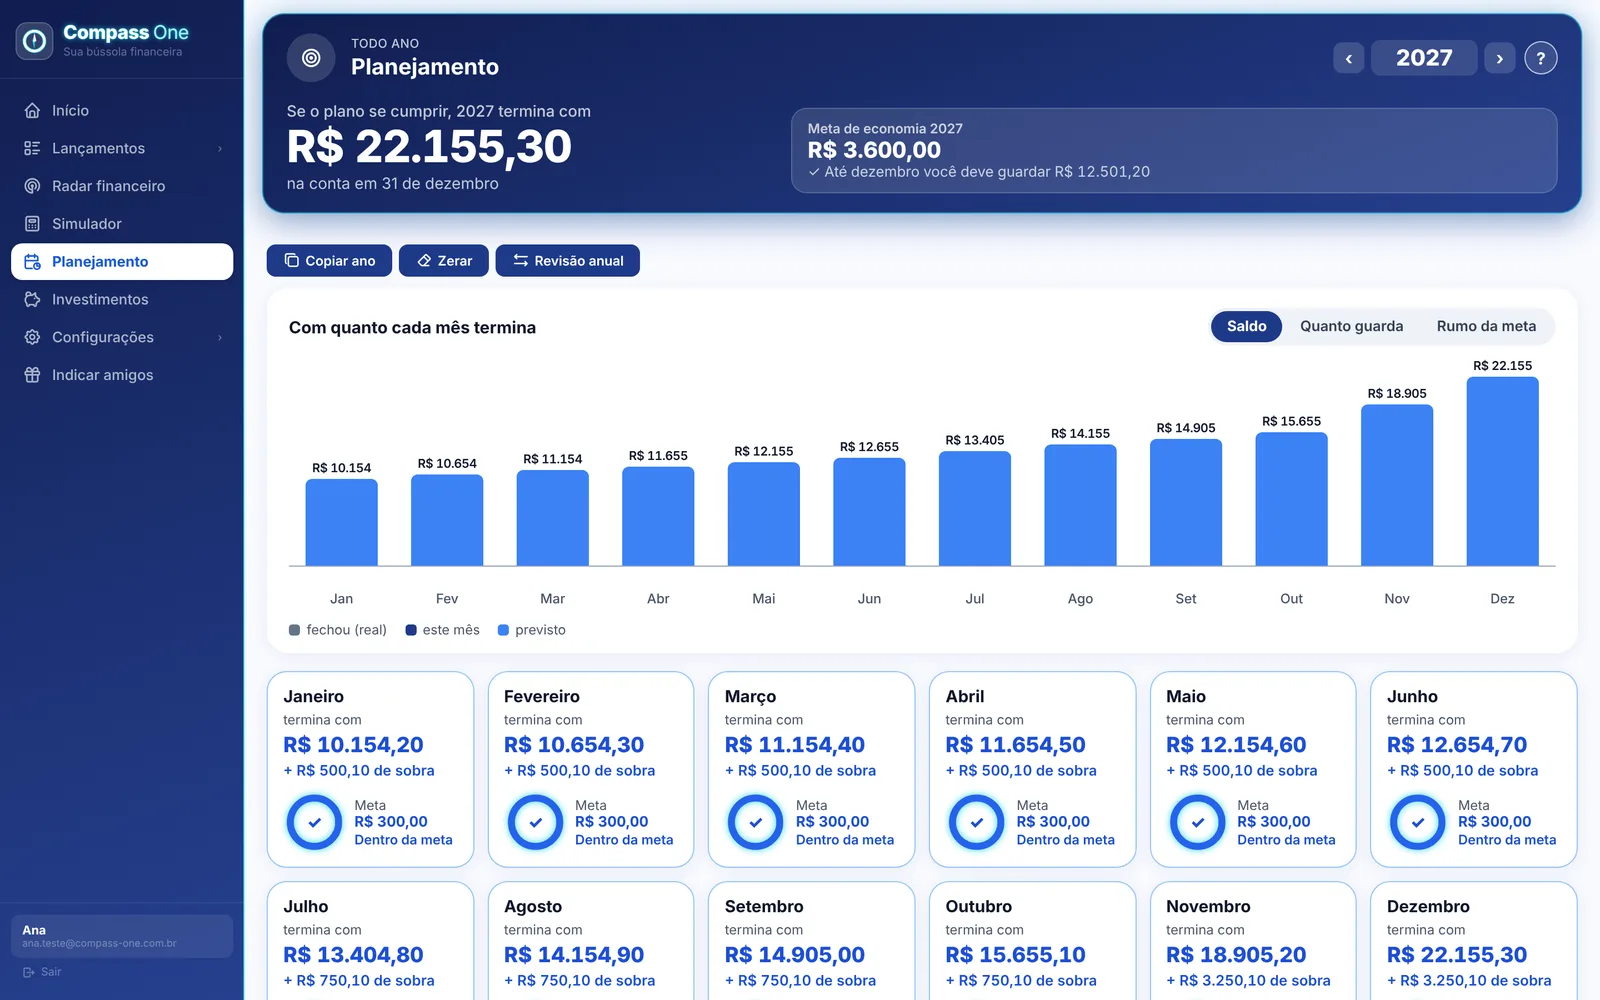 Compass One
Sua bússola financeira
Início
Lançamentos
Radar financeiro
Simulador
Planejamento
Investimentos
Configurações
Indicar amigos
Ana
ana.teste@compass-one.com.br
Sair
TODO ANO
Planejamento
‹ 2027 › ?
Se o plano se cumprir, 2027 termina com
R$ 22.155,30
na conta em 31 de dezembro
Meta de economia 2027
R$ 3.600,00
✓ Até dezembro você deve guardar R$ 12.501,20
Copiar ano Zerar Revisão anual
Com quanto cada mês termina
Saldo Quanto guarda Rumo da meta
R$ 10.154 R$ 10.654 R$ 11.154 R$ 11.655 R$ 12.155 R$ 12.655 R$ 13.405 R$ 14.155 R$ 14.905 R$ 15.655 R$ 18.905 R$ 22.155
Jan Fev Mar Abr Mai Jun Jul Ago Set Out Nov Dez
fechou (real) este mês previsto
Janeiro
termina com
R$ 10.154,20
+ R$ 500,10 de sobra
Meta
R$ 300,00
Dentro da meta
Fevereiro
termina com
R$ 10.654,30
+ R$ 500,10 de sobra
Meta
R$ 300,00
Dentro da meta
Março
termina com
R$ 11.154,40
+ R$ 500,10 de sobra
Meta
R$ 300,00
Dentro da meta
Abril
termina com
R$ 11.654,50
+ R$ 500,10 de sobra
Meta
R$ 300,00
Dentro da meta
Maio
termina com
R$ 12.154,60
+ R$ 500,10 de sobra
Meta
R$ 300,00
Dentro da meta
Junho
termina com
R$ 12.654,70
+ R$ 500,10 de sobra
Meta
R$ 300,00
Dentro da meta
Julho
termina com
R$ 13.404,80
+ R$ 750,10 de sobra
Agosto
termina com
R$ 14.154,90
+ R$ 750,10 de sobra
Setembro
termina com
R$ 14.905,00
+ R$ 750,10 de sobra
Outubro
termina com
R$ 15.655,10
+ R$ 750,10 de sobra
Novembro
termina com
R$ 18.905,20
+ R$ 3.250,10 de sobra
Dezembro
termina com
R$ 22.155,30
+ R$ 3.250,10 de sobra